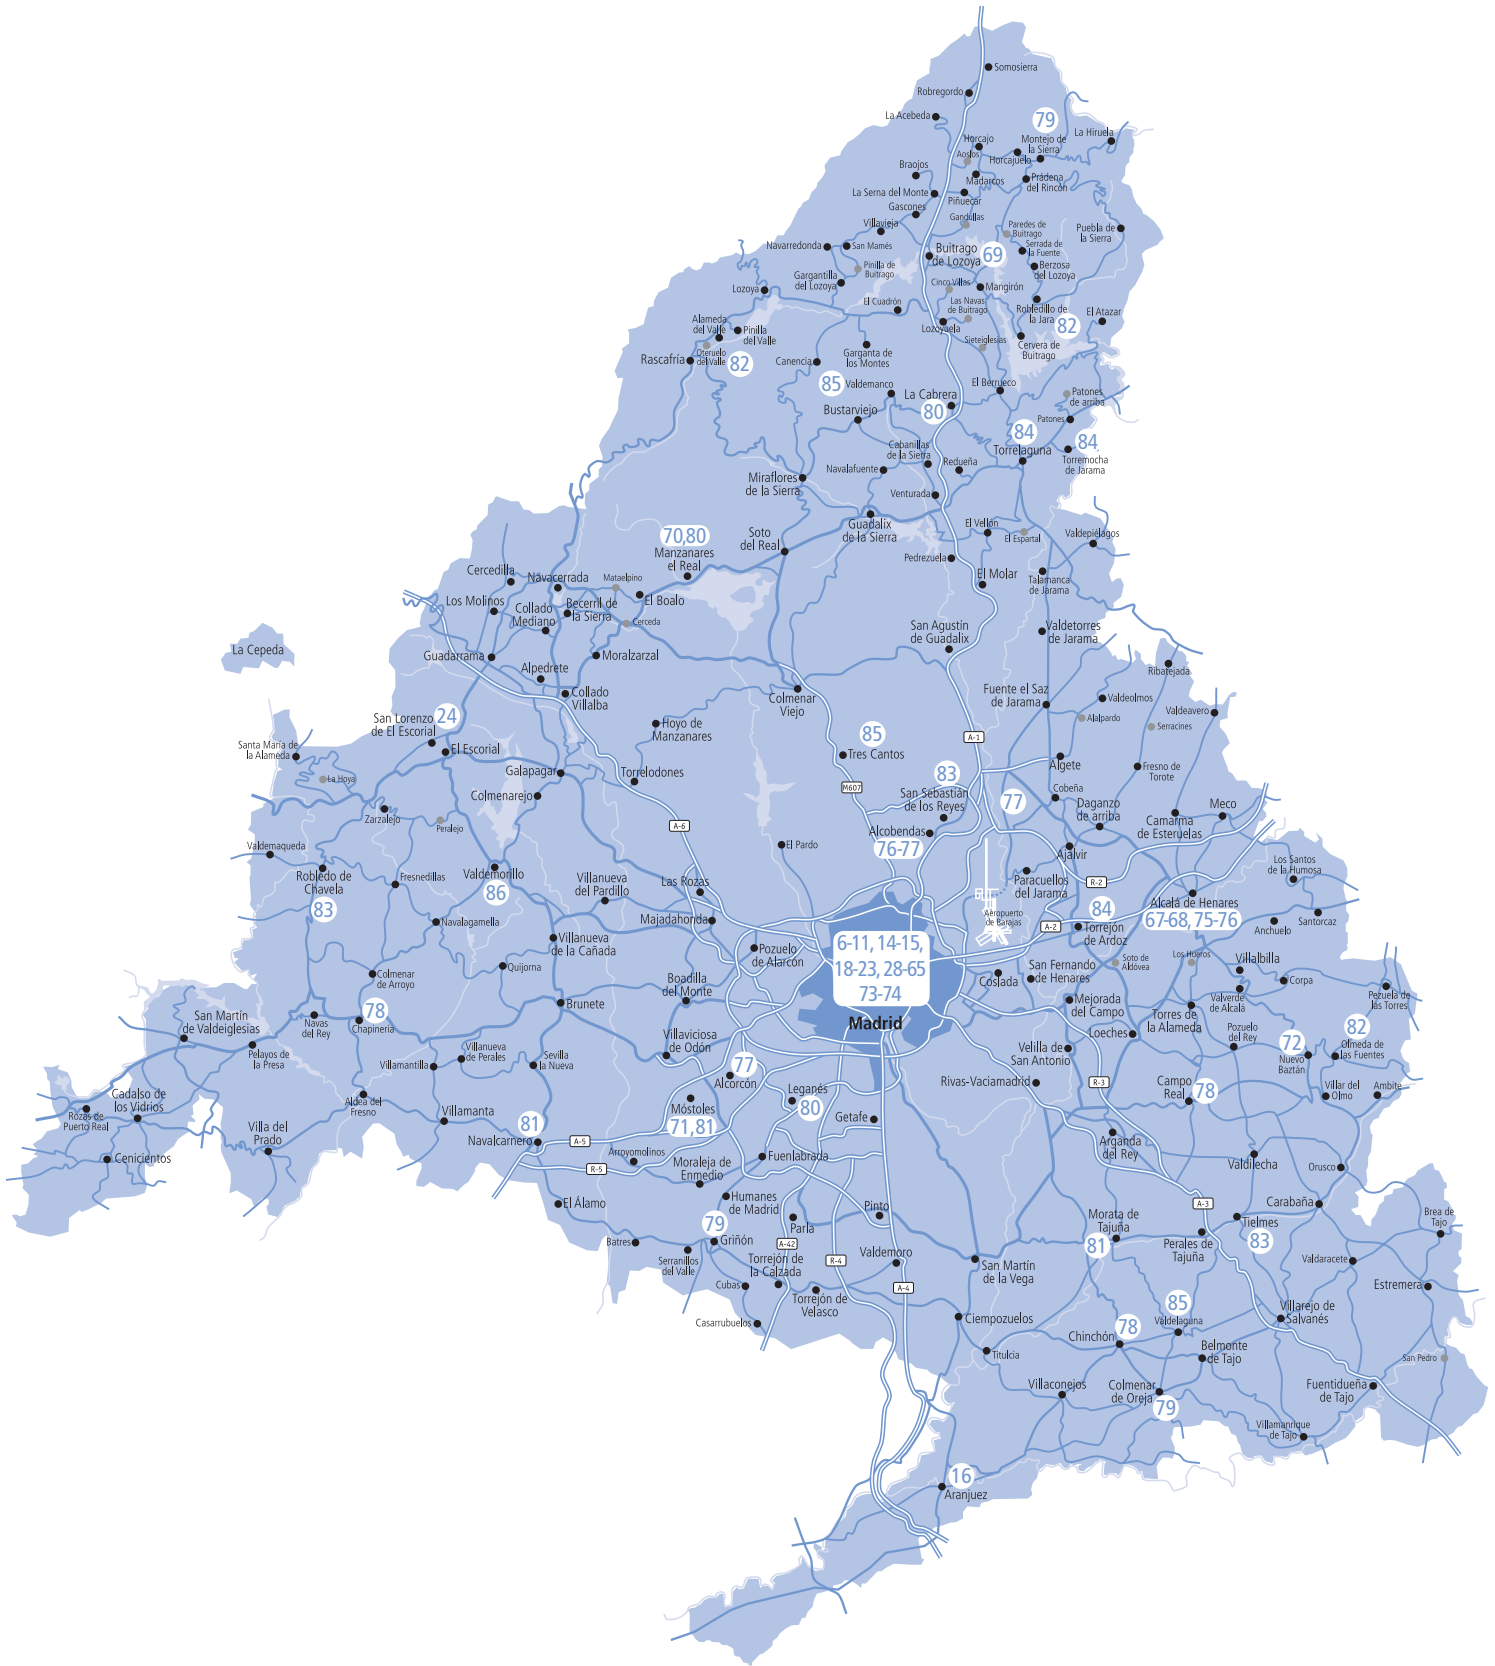 Somosierra
Robregordo
La Acebeda
79
La Hiruela
Horcajo
Montejo de
la Sierra
Aoslos
Horcajuelo
Braojos
Madarcos
Prádena
del Rincón
La Serna del Monte
Piñuecar
Gascones
Gandullas
Villavieja
Paredes de
Buitrago
Puebla de
la Sierra
Navarredonda
San Mamés
Buitrago
de Lozoya
69
Serrada de
la Fuente
Pinilla de
Buitrago
Berzosa
del Lozoya
Gargantilla
del Lozoya
Cinco Villas
Mangirón
Lozoya
El Cuadrón
Las Navas
de Buitrago
Robledillo de
la Jara
82
El Atazar
Alameda
del Valle
Pinilla
del Valle
Lozoyuela
Sieteiglesias
Cervera de
Buitrago
Oteruelo
del Valle
Rascafría
82
Canencia
Garganta de
los Montes
85
Valdemanco
La Cabrera
80
El Berrueco
Patones
de arriba
Bustarviejo
Patones
84
84
Torrelaguna
Torremocha
de Jarama
Cabanillas
de la Sierra
Redueña
Navalafuente
Miraflores
de la Sierra
Venturada
Guadalix
de la Sierra
El Vellón
El Espartal
Valdepiélagos
70,80
Manzanares
el Real
Soto
del Real
Pedrezuela
El Molar
Talamanca
de Jarama
Cercedilla
Navacerrada
Mataelpino
Los Molinos
Collado
Mediano
Becerril de
la Sierra
El Boalo
Cerceda
San Agustín
de Guadalix
Valdetorres
de Jarama
La Cepeda
Guadarrama
Moralzarzal
Alpedrete
Ribatejada
Collado
Villalba
Colmenar
Viejo
Fuente el Saz
de Jarama
Valdeolmos
Valdeavero
Alalpardo
Serracines
San Lorenzo
de El Escorial
24
Hoyo de
Manzanares
85
A-1
Santa María de
la Alameda
El Escorial
Tres Cantos
Algete
Fresno de
Torote
La Hoya
Galapagar
Torrelodones
83
M607
San Sebastián
de los Reyes
77
Cobeña
Colmenarejo
Daganzo
de arriba
Meco
Zarzalejo
Peralejo
A-6
Alcobendas
76-77
Camarma
de Esteruelas
El Pardo
Valdemaqueda
Ajalvir
Robledo de
Chavela
83
Fresnedillas
Valdemorillo
86
Villanueva
del Pardillo
Las Rozas
Paracuellos
del Jarama
R-2
Los Santos
de la Humosa
Alcalá de Henares
67-68, 75-76
Majadahonda
Navalagamella
Aeropuerto
de Barajas
A-2
84
Torrejón
de Ardoz
Anchuelo
Santorcaz
Villanueva
de la Cañada
Pozuelo
de Alarcón
6-11, 14-15,
18-23, 28-65
73-74
Madrid
Soto de
Aldovea
Los Hueros
Villalbilla
Quijorna
Colmenar
de Arroyo
Boadilla
del Monte
Coslada
San Fernando
de Henares
Corpa
Valverde
de Alcalá
Pezuela de
las Torres
Brunete
Mejorada
del Campo
Torres de
la Alameda
San Martín
de Valdeiglesias
Navas
del Rey
78
Chapinería
Villaviciosa
de Odón
Loeches
Pozuelo
del Rey
72
Nuevo
Baztán
82
Olmeda de
las Fuentes
Pelayos de
la Presa
Villanueva
de Perales
Sevilla
la Nueva
Velilla de
San Antonio
Villamantilla
77
Alcorcón
Leganés
80
Rivas-Vaciamadrid
R-3
Campo
Real
78
Villar del
Olmo
Ambite
Cadalso de
los Vidrios
Rozas de
Puerto Real
Aldea del
Fresno
Villamanta
Móstoles
71,81
Getafe
Villa del
Prado
81
Navalcarnero
A-5
Arganda
del Rey
Cenicientos
Arroyomolinos
R-5
Moraleja de
Enmedio
Fuenlabrada
Valdilecha
Orusco
El Álamo
Humanes
de Madrid
Parla
Pinto
Morata de
Tajuña
81
A-3
Tielmes
83
Carabaña
Brea de
Tajo
Batres
79
Griñón
A-42
R-4
Valdemoro
Perales de
Tajuña
Serranillos
del Valle
Torrejón de
la Calzada
San Martín
de la Vega
Valdaracete
Cubas
Torrejón de
Velasco
A-4
Estremera
Casarrubuelos
Ciempozuelos
78
Chinchón
85
Valdelaguna
Villarejo de
Salvanés
Titulcia
Belmonte
de Tajo
San Pedro
Villaconejos
Colmenar
de Oreja
79
Fuentidueña
de Tajo
Villamanrique
de Tajo
16
Aranjuez